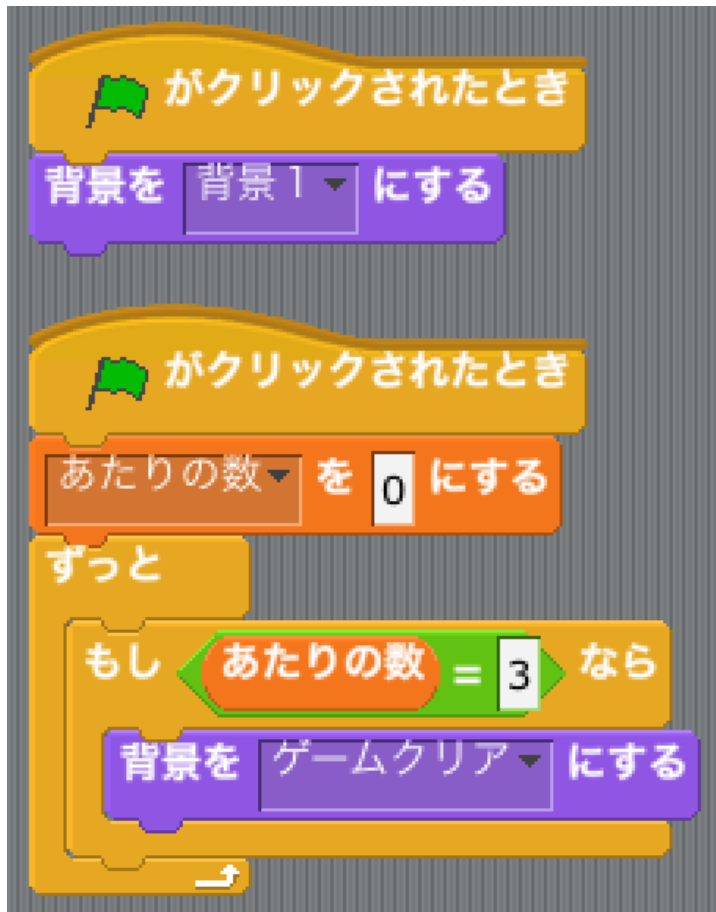 がクリックされたとき
背景を 背景1 にする
がクリックされたとき
あたりの数 を 0 にする
ずっと
もし あたりの数 = 3 なら
背景を ゲームクリア にする